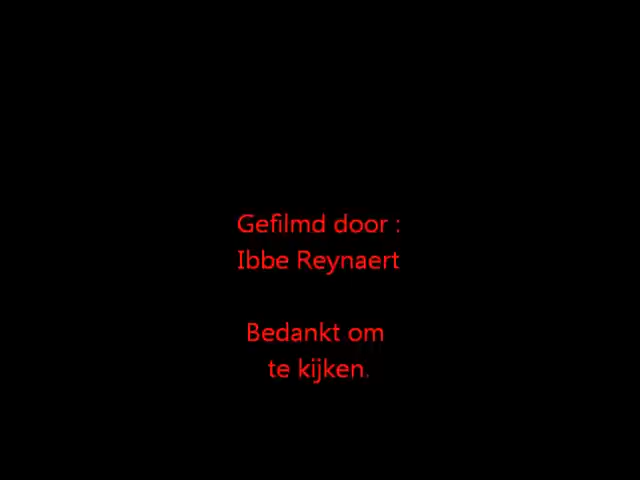 Gefilmd door :
Ibbe Reynaert
Bedankt om
te kijken.